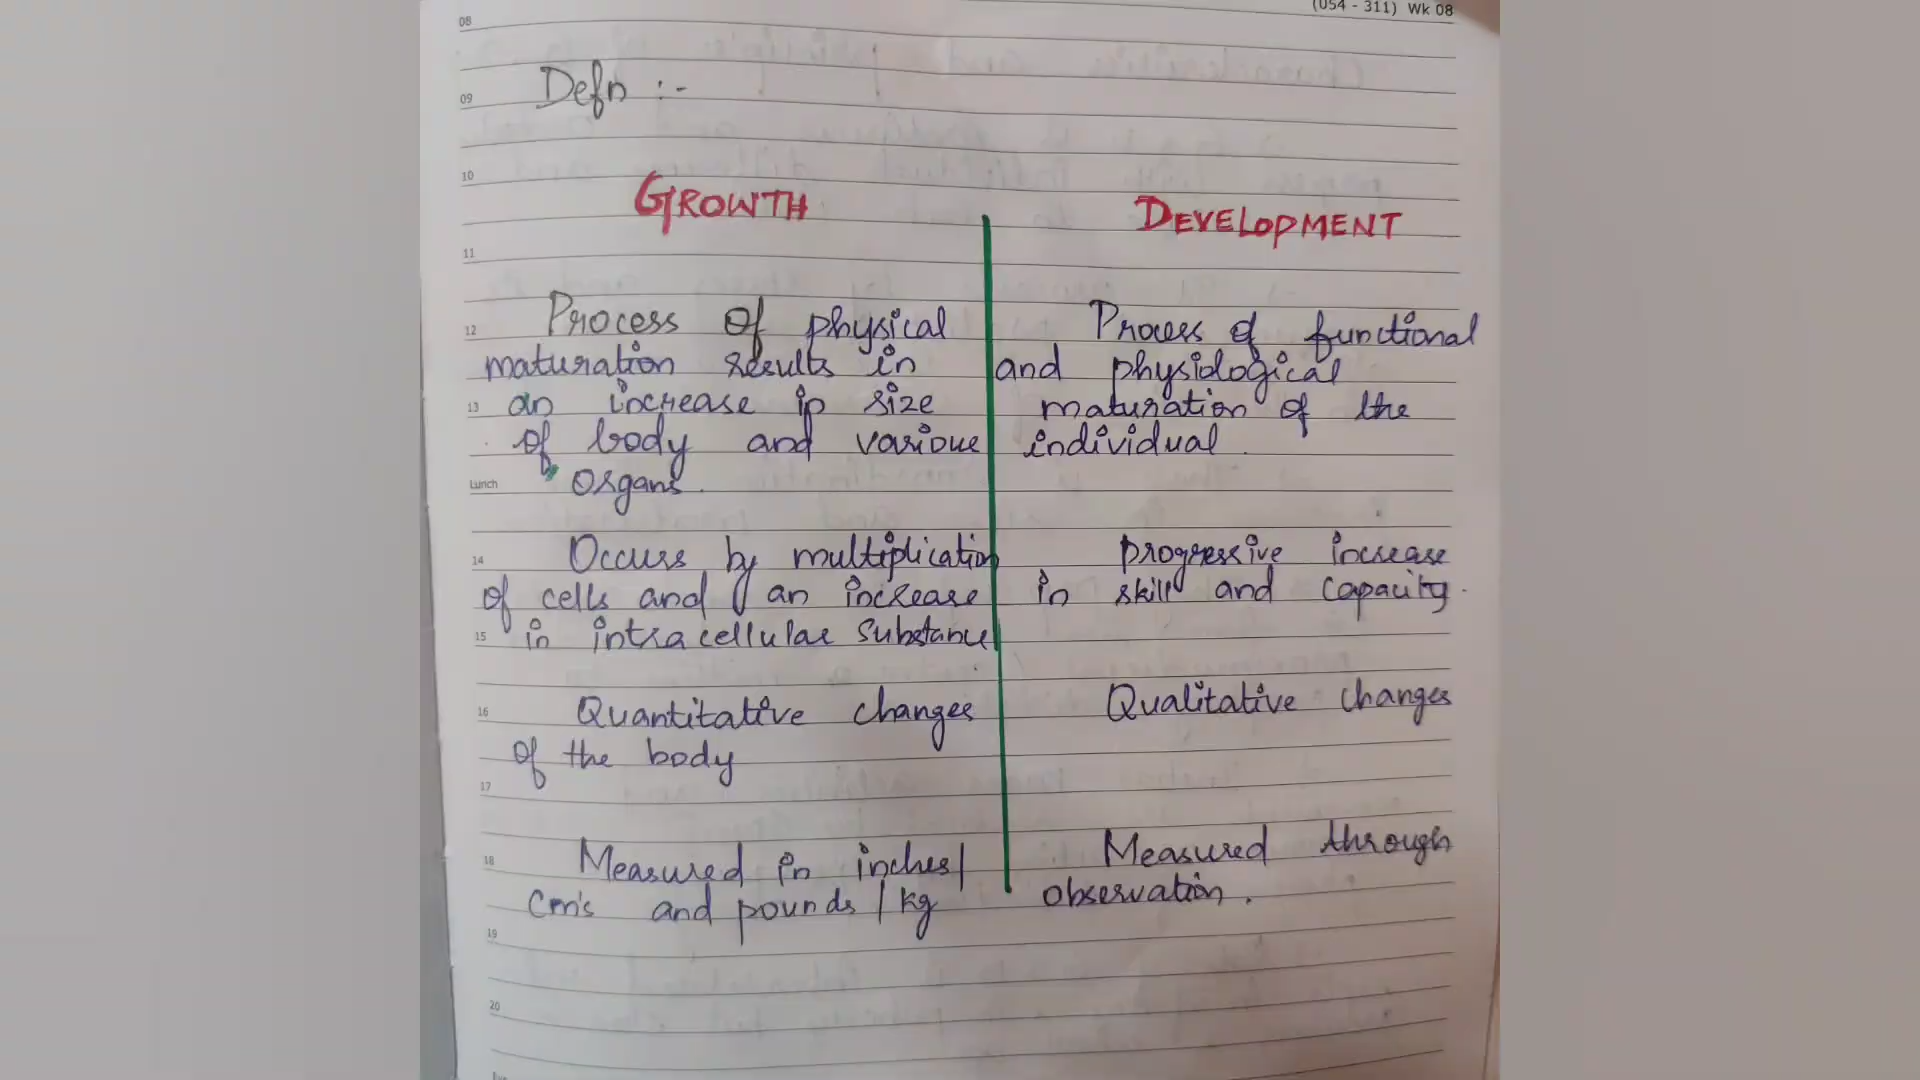 (054 - 311) Wk 08
08
Defn :-
09
10
GROWTH
DEVELOPMENT
11
12
Process of physical
maturation results in
13
an increase in size
of body and various
Lunch
organs.
Process of functional
and physiological
maturation of the
individual.
14
Occurs by multiplication
of cells and an increase
15
in intracellular substance
progressive increase
in skill and capacity.
16
Quantitative changes
of the body
Qualitative changes
17
18
Measured in inches/
cm's and pounds/kg
Measured through
observation.
19
20